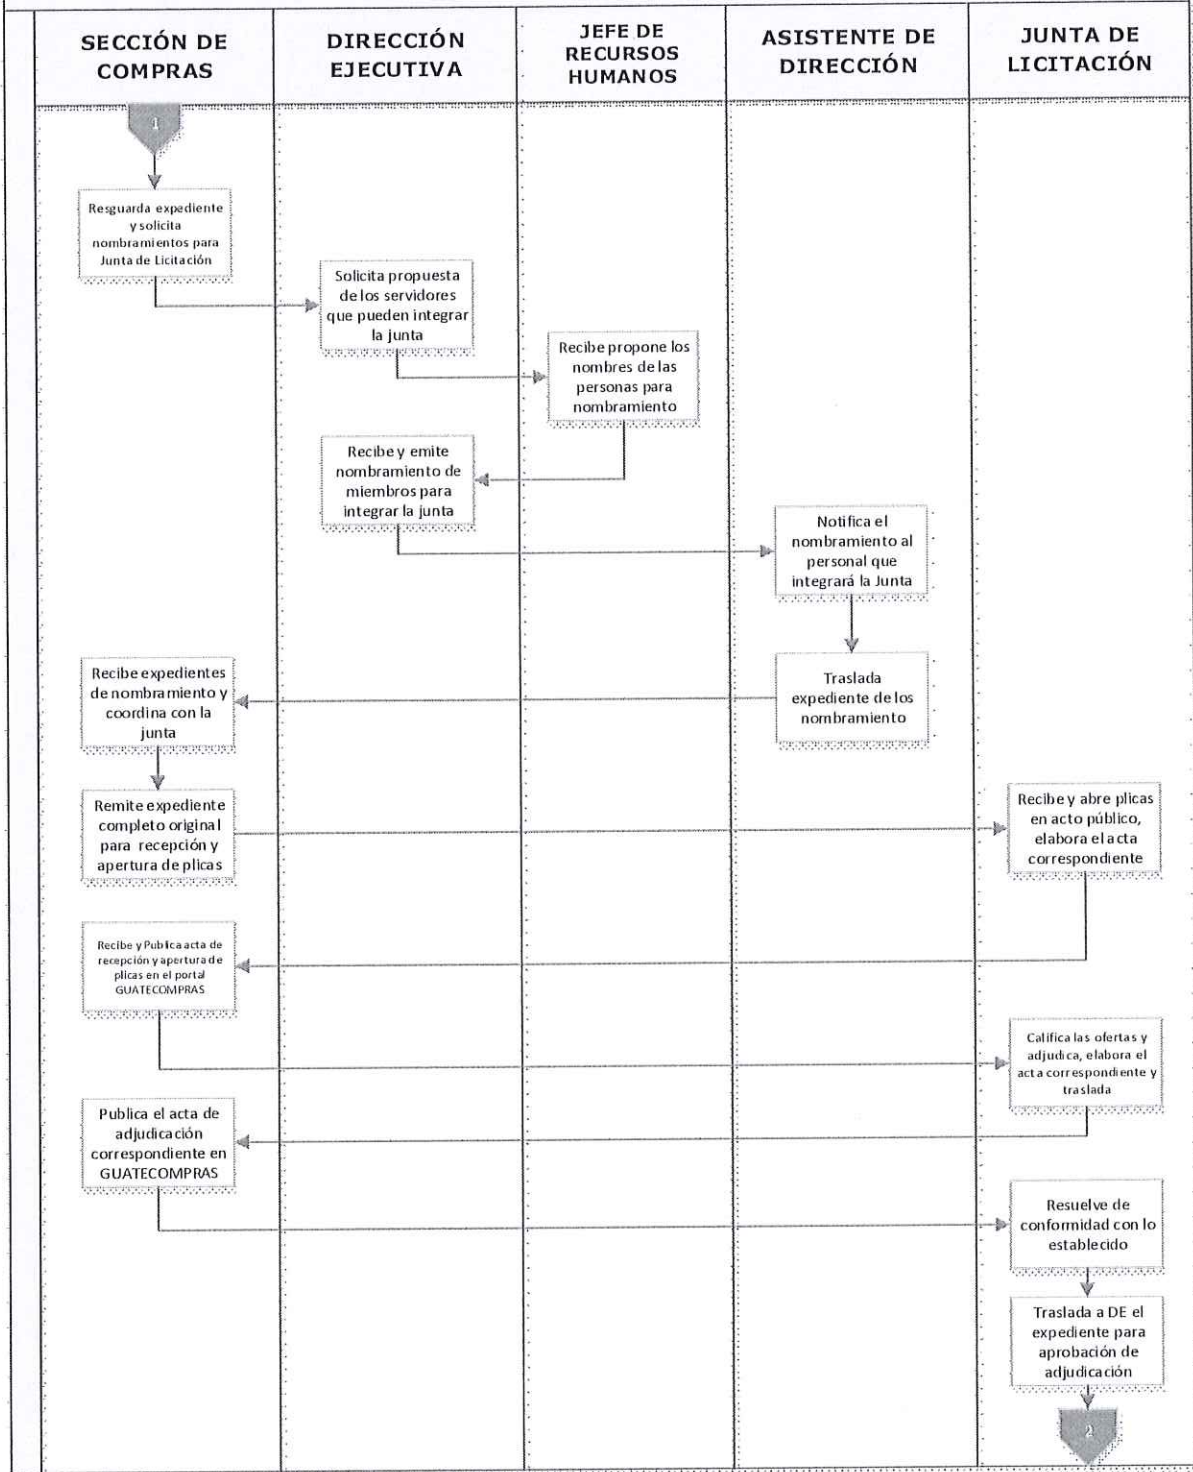 SECCIÓN DE
COMPRAS
DIRECCIÓN
EJECUTIVA
JEFE DE
RECURSOS
HUMANOS
ASISTENTE DE
DIRECCIÓN
JUNTA DE
LICITACIÓN
1
Resguarda expediente
y solicita
nombramientos para
Junta de Licitación
Solicita propuesta
de los servidores
que pueden integrar
la junta
Recibe propone los
nombres de las
personas para
nombramiento
Recibe y emite
nombramiento de
miembros para
integrar la junta
Notifica el
nombramiento al
personal que
integrará la Junta
Traslada
expediente de los
nombramiento
Recibe expedientes
de nombramiento y
coordina con la
junta
Remite expediente
completo original
para recepción y
apertura de plicas
Recibe y abre plicas
en acto público,
elabora el acta
correspondiente
Recibe y Publica acta de
recepción y apertura de
plicas en el portal
GUATECOMPRAS
Califica las ofertas y
adjudica, elabora el
acta correspondiente y
traslada
Publica el acta de
adjudicación
correspondiente en
GUATECOMPRAS
Resuelve de
conformidad con lo
establecido
Traslada a DE el
expediente para
aprobación de
adjudicación
2